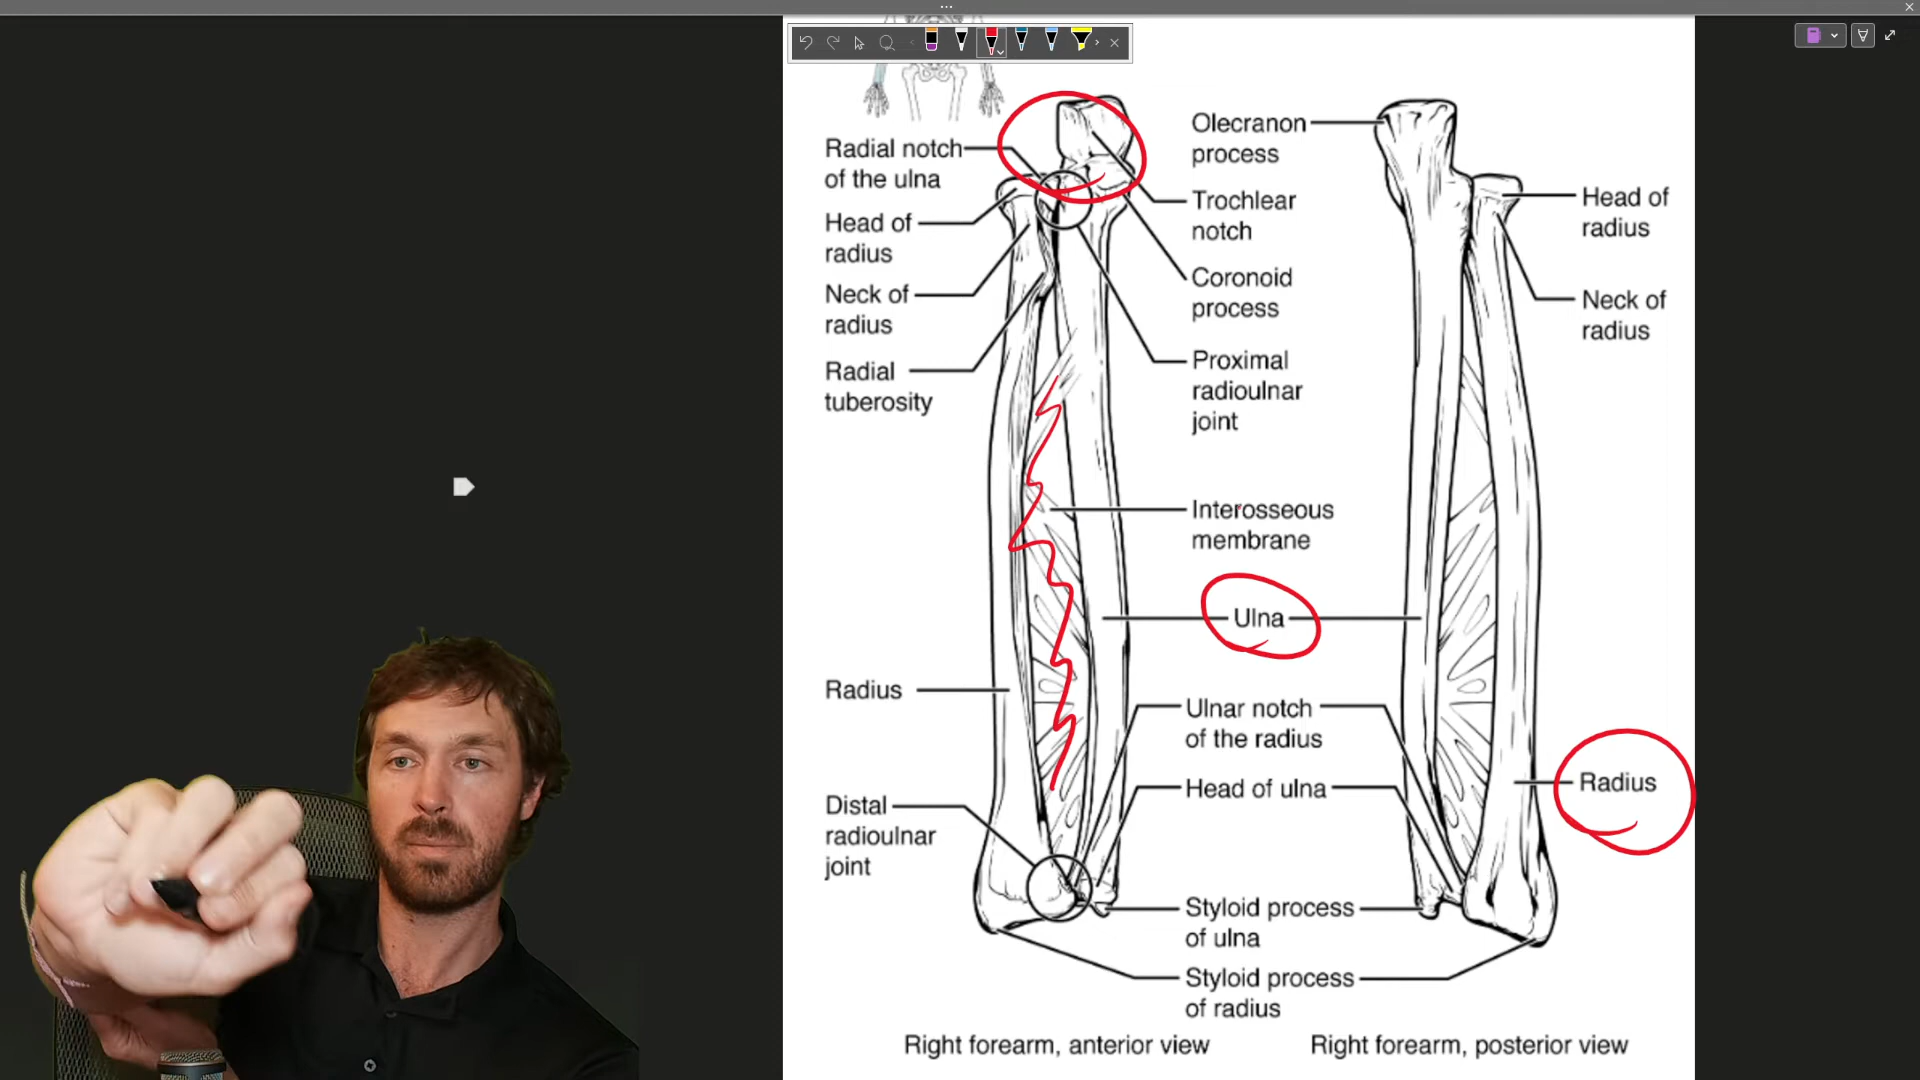 Radial notch
of the ulna
Head of
radius
Neck of
radius
Radial
tuberosity
Radius
Distal
radioulnar
joint
Olecranon
process
Trochlear
notch
Coronoid
process
Proximal
radioulnar
joint
Interosseous
membrane
Ulna
Ulnar notch
of the radius
Head of ulna
Styloid process
of ulna
Styloid process
of radius
Head of
radius
Neck of
radius
Radius
Right forearm, anterior view
Right forearm, posterior view